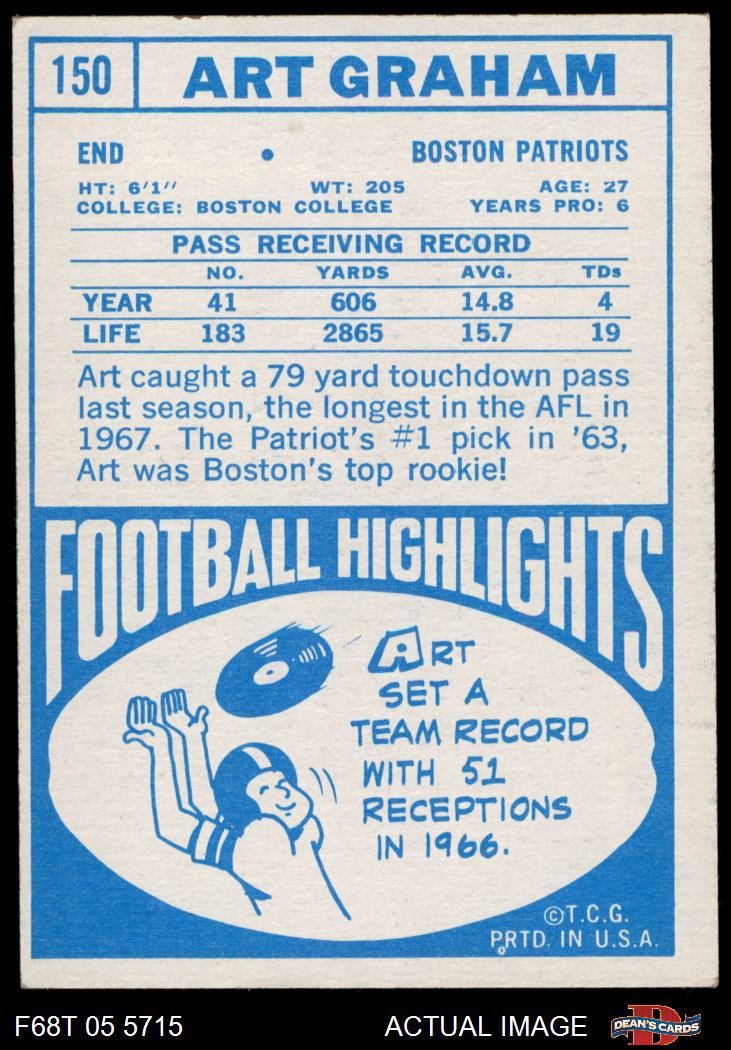 150 ART GRAHAM
END • BOSTON PATRIOTS
HT: 6'1" WT: 205 AGE: 27
COLLEGE: BOSTON COLLEGE YEARS PRO: 6
PASS RECEIVING RECORD
NO. YARDS AVG. TDs
YEAR 41 606 14.8 4
LIFE 183 2865 15.7 19
Art caught a 79 yard touchdown pass
last season, the longest in the AFL in
1967. The Patriot's #1 pick in '63,
Art was Boston's top rookie!
FOOTBALL HIGHLIGHTS
ART
SET A
TEAM RECORD
WITH 51
RECEPTIONS
IN 1966.
©T.C.G.
PRTD. IN U.S.A.
F68T 05 5715 ACTUAL IMAGE DEAN'S CARDS